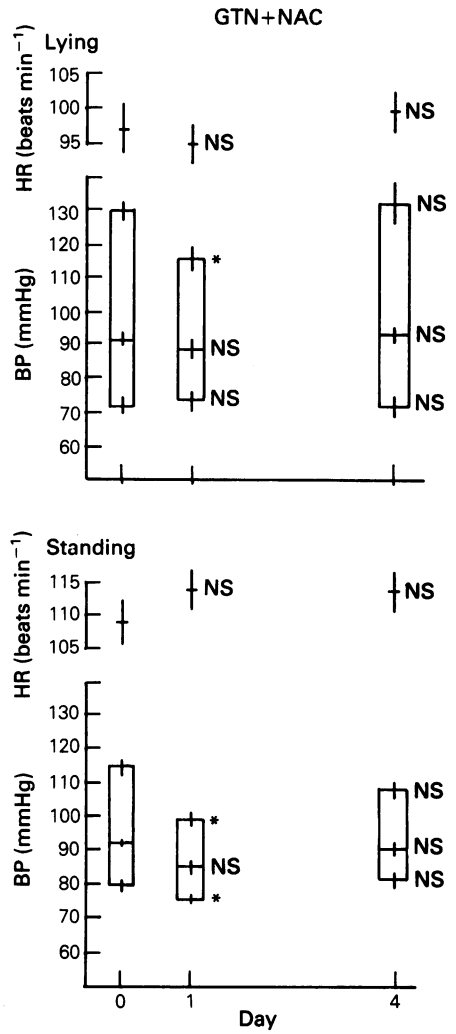 GTN+NAC
Lying
HR (beats min⁻¹)
105
100
95
NS
NS
BP (mmHg)
130
120
110
100
90
80
70
60
*
NS
NS
NS
NS
NS
Standing
HR (beats min⁻¹)
115
110
105
NS
NS
BP (mmHg)
130
120
110
100
90
80
70
60
*
NS
*
NS
NS
NS
0 1 4
Day